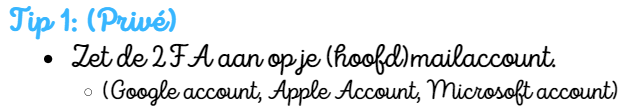 Tip 1: (Privé)
• Zet de 2FA aan op je (hoofd)mailaccount.
○ (Google account, Apple Account, Microsoft account)